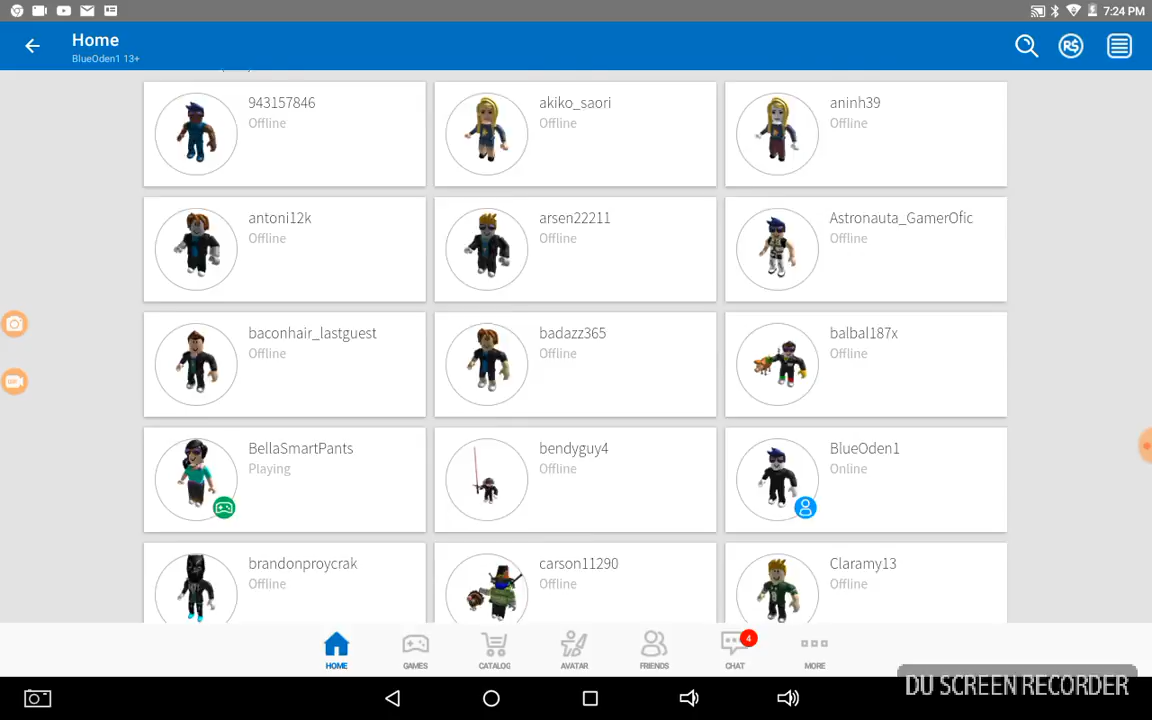 7:24 PM
Home
BlueOden1 13+
R$
943157846
Offline
akiko_saori
Offline
aninh39
Offline
antoni12k
Offline
arsen22211
Offline
Astronauta_GamerOfic
Offline
baconhair_lastguest
Offline
badazz365
Offline
balbal187x
Offline
BellaSmartPants
Playing
bendyguy4
Offline
BlueOden1
Online
brandonproycrak
Offline
carson11290
Offline
Claramy13
Offline
HOME
GAMES
CATALOG
AVATAR
FRIENDS
4
CHAT
MORE
DU SCREEN RECORDER